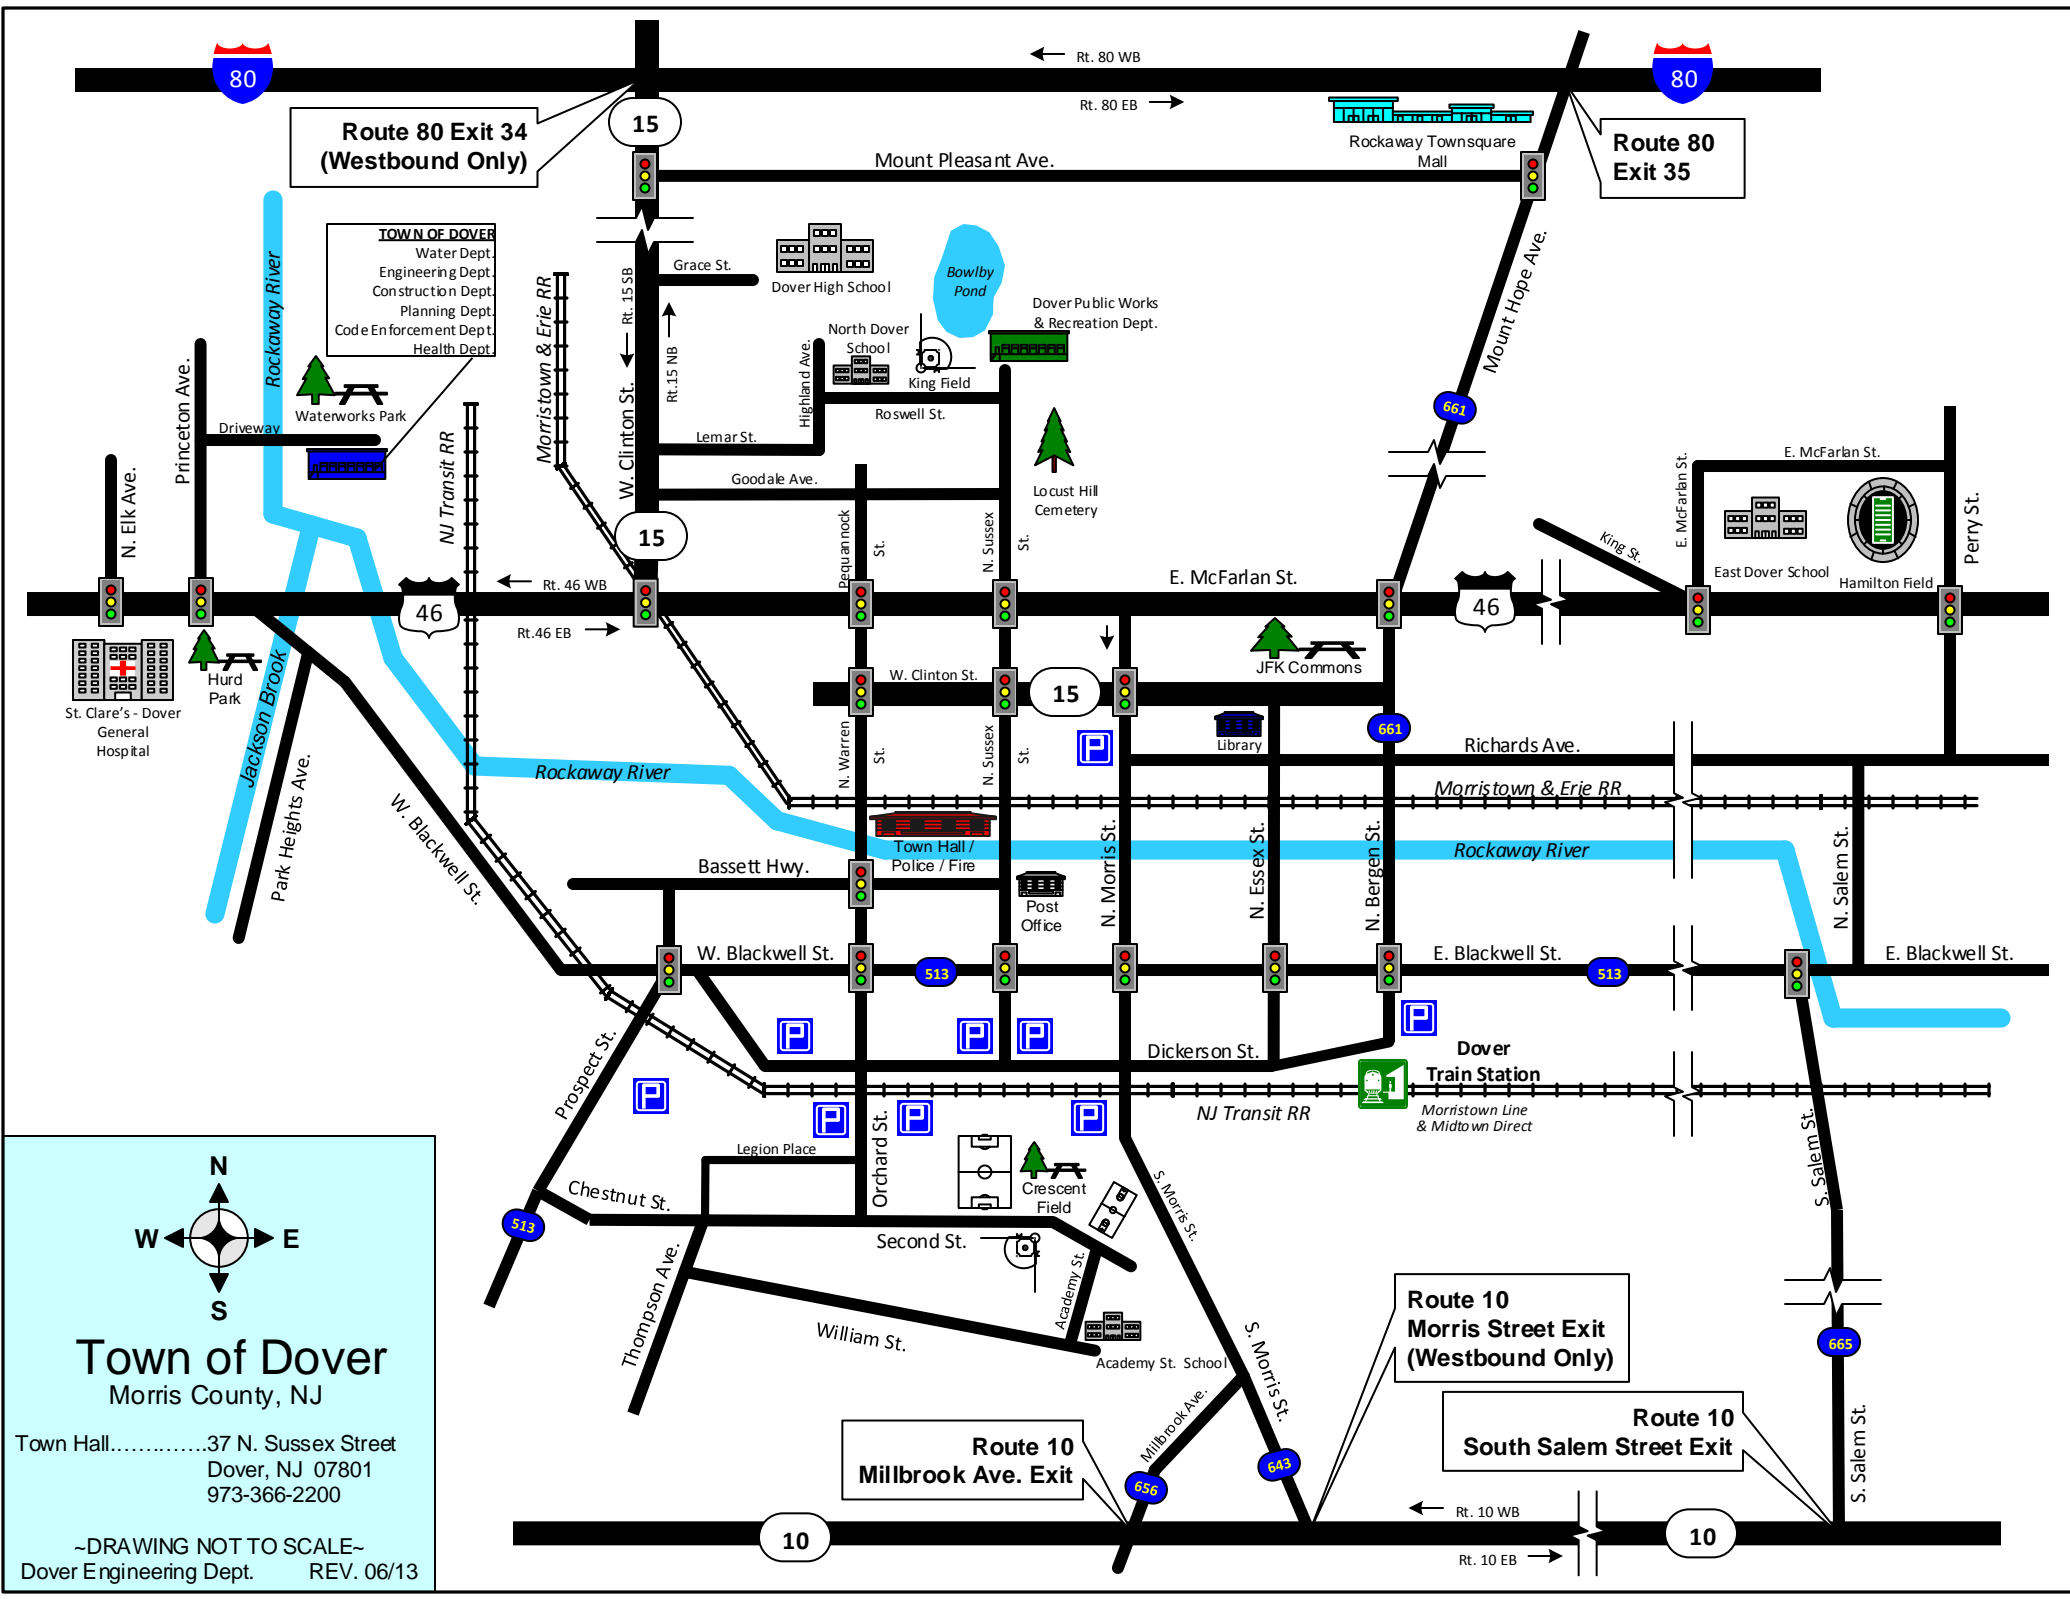 80
Rt. 80 WB
Rt. 80 EB
80
Route 80 Exit 34
(Westbound Only)
15
Rockaway Townsquare
Mall
Route 80
Exit 35
Mount Pleasant Ave.
TOWN OF DOVER
Water Dept.
Engineering Dept.
Construction Dept.
Planning Dept.
Code Enforcement Dept.
Health Dept.
Rockaway River
Morristown & Erie RR
Rt. 15 SB
Rt.15 NB
Grace St.
Dover High School
Bowlby
Pond
Dover Public Works
& Recreation Dept.
North Dover
School
King Field
Highland Ave.
Roswell St.
Mount Hope Ave.
661
Princeton Ave.
Waterworks Park
Driveway
NJ Transit RR
W. Clinton St.
Lemar St.
Goodale Ave.
Locust Hill
Cemetery
N. Elk Ave.
15
Pequannock
St.
N. Sussex
St.
E. McFarlan St.
E. McFarlan St.
King St.
East Dover School
Hamilton Field
Perry St.
46
Rt. 46 WB
Rt.46 EB
E. McFarlan St.
46
St. Clare's - Dover
General
Hospital
Hurd
Park
Jackson Brook
Park Heights Ave.
W. Clinton St.
15
JFK Commons
Library
661
P
N. Warren
St.
N. Sussex
St.
Richards Ave.
Morristown & Erie RR
Rockaway River
Rockaway River
W. Blackwell St.
Town Hall /
Police / Fire
Bassett Hwy.
Post
Office
N. Morris St.
N. Essex St.
N. Bergen St.
N. Salem St.
W. Blackwell St.
513
E. Blackwell St.
513
E. Blackwell St.
P
P
P
P
Dickerson St.
Dover
Train Station
Morristown Line
& Midtown Direct
NJ Transit RR
Prospect St.
P
P
P
P
Legion Place
Orchard St.
Chestnut St.
513
Crescent
Field
Second St.
S. Morris St.
S. Salem St.
Thompson Ave.
William St.
Academy St.
Academy St. School
S. Morris St.
Millbrook Ave.
Route 10
Morris Street Exit
(Westbound Only)
665
Route 10
South Salem Street Exit
Route 10
Millbrook Ave. Exit
656
643
S. Salem St.
10
Rt. 10 WB
Rt. 10 EB
10
N
W
E
S
Town of Dover
Morris County, NJ
Town Hall.............37 N. Sussex Street
Dover, NJ 07801
973-366-2200
~DRAWING NOT TO SCALE~
Dover Engineering Dept. REV. 06/13